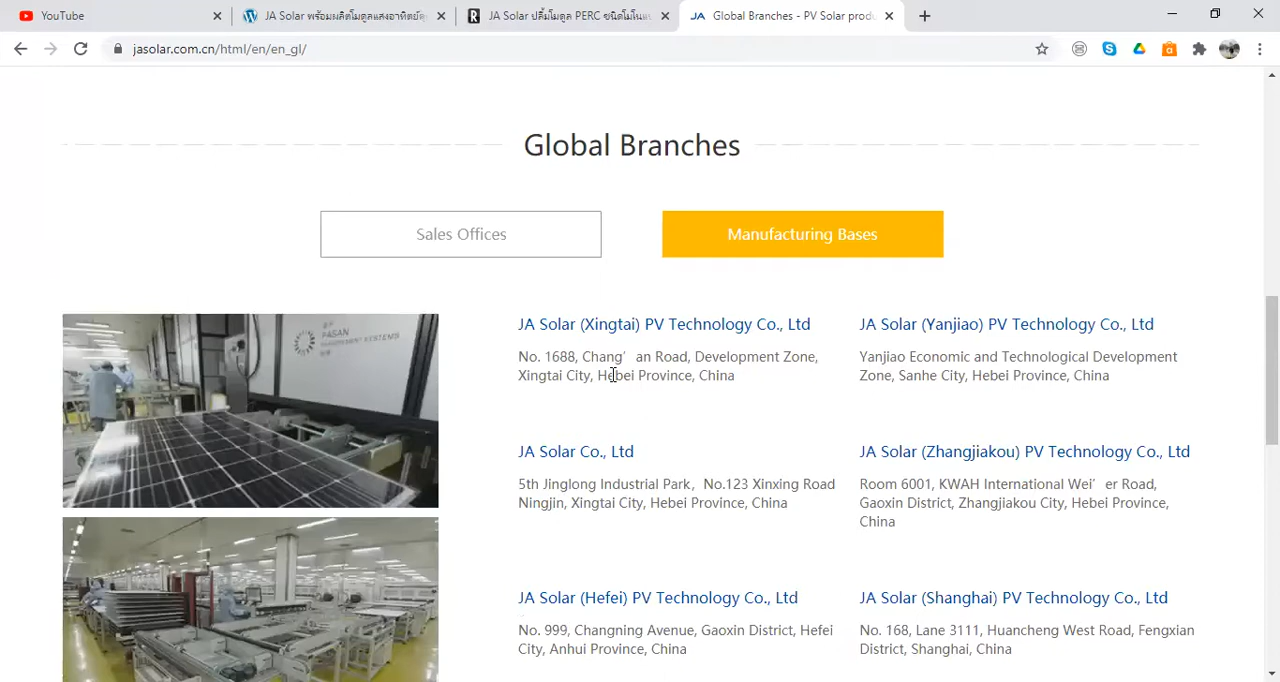 YouTube
JA Solar พร้อมผลิตโมดูลแสงอาทิตย์
JA Solar ปลื้มโมดูล PERC ชนิดโมโน
JA Global Branches - PV Solar prod
jasolar.com.cn/html/en/en_gl/
Global Branches
Sales Offices
Manufacturing Bases
PASAN
MEASUREMENT SYSTEMS
JA Solar (Xingtai) PV Technology Co., Ltd
No. 1688, Chang’an Road, Development Zone,
Xingtai City, Hebei Province, China
JA Solar (Yanjiao) PV Technology Co., Ltd
Yanjiao Economic and Technological Development
Zone, Sanhe City, Hebei Province, China
JA Solar Co., Ltd
5th Jinglong Industrial Park，No.123 Xinxing Road
Ningjin, Xingtai City, Hebei Province, China
JA Solar (Zhangjiakou) PV Technology Co., Ltd
Room 6001, KWAH International Wei’er Road,
Gaoxin District, Zhangjiakou City, Hebei Province,
China
JA Solar (Hefei) PV Technology Co., Ltd
No. 999, Changning Avenue, Gaoxin District, Hefei
City, Anhui Province, China
JA Solar (Shanghai) PV Technology Co., Ltd
No. 168, Lane 3111, Huancheng West Road, Fengxian
District, Shanghai, China